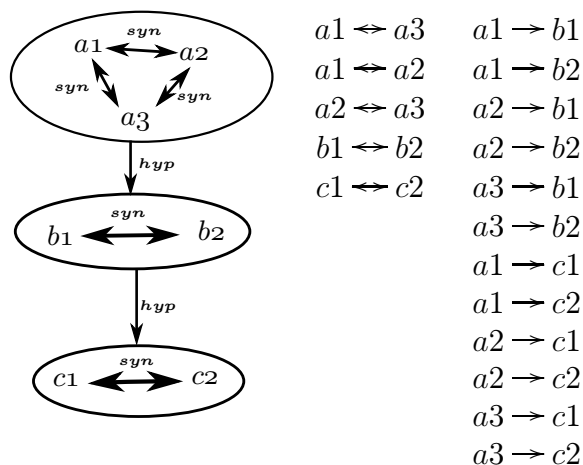 syn
a1 a2
syn syn
a3
hyp
syn
b1 b2
hyp
syn
c1 c2
a1 ↔ a3
a1 ↔ a2
a2 ↔ a3
b1 ↔ b2
c1 ↔ c2
a1 → b1
a1 → b2
a2 → b1
a2 → b2
a3 → b1
a3 → b2
a1 → c1
a1 → c2
a2 → c1
a2 → c2
a3 → c1
a3 → c2